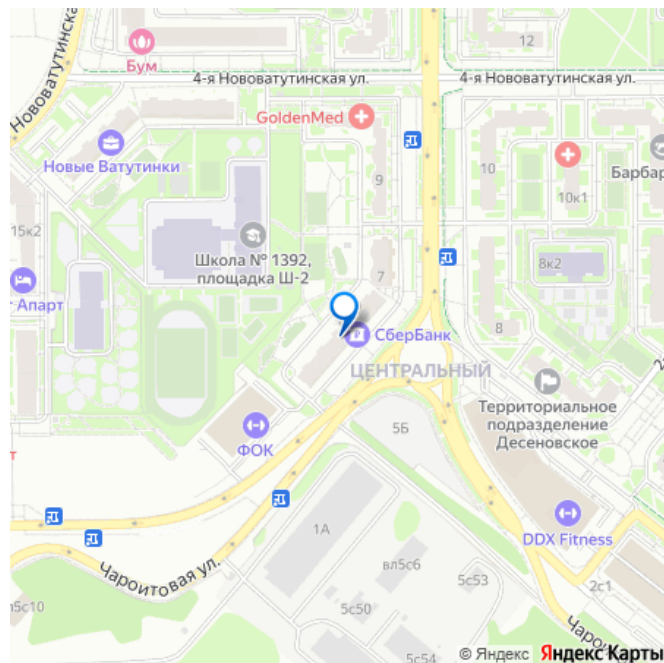 Нововатутинска
Бум
12
4-я Нововатутинская ул.
4-я Нововатутинская ул.
GoldenMed
Новые Ватутинки
9
10
10к1
Барбар
15к2
Школа № 1392,
площадка Ш-2
7
8к2
Апарт
СберБанк
8
ЦЕНТРАЛЬНЫЙ
Территориальное
подразделение
Десеновское
5Б
ФОК
т
1А
DDX Fitness
Чароитовая ул.
вл5с6
5с53
2с1
5с10
5с50
5с54
Чаро
© Яндекс
Яндекс Карты